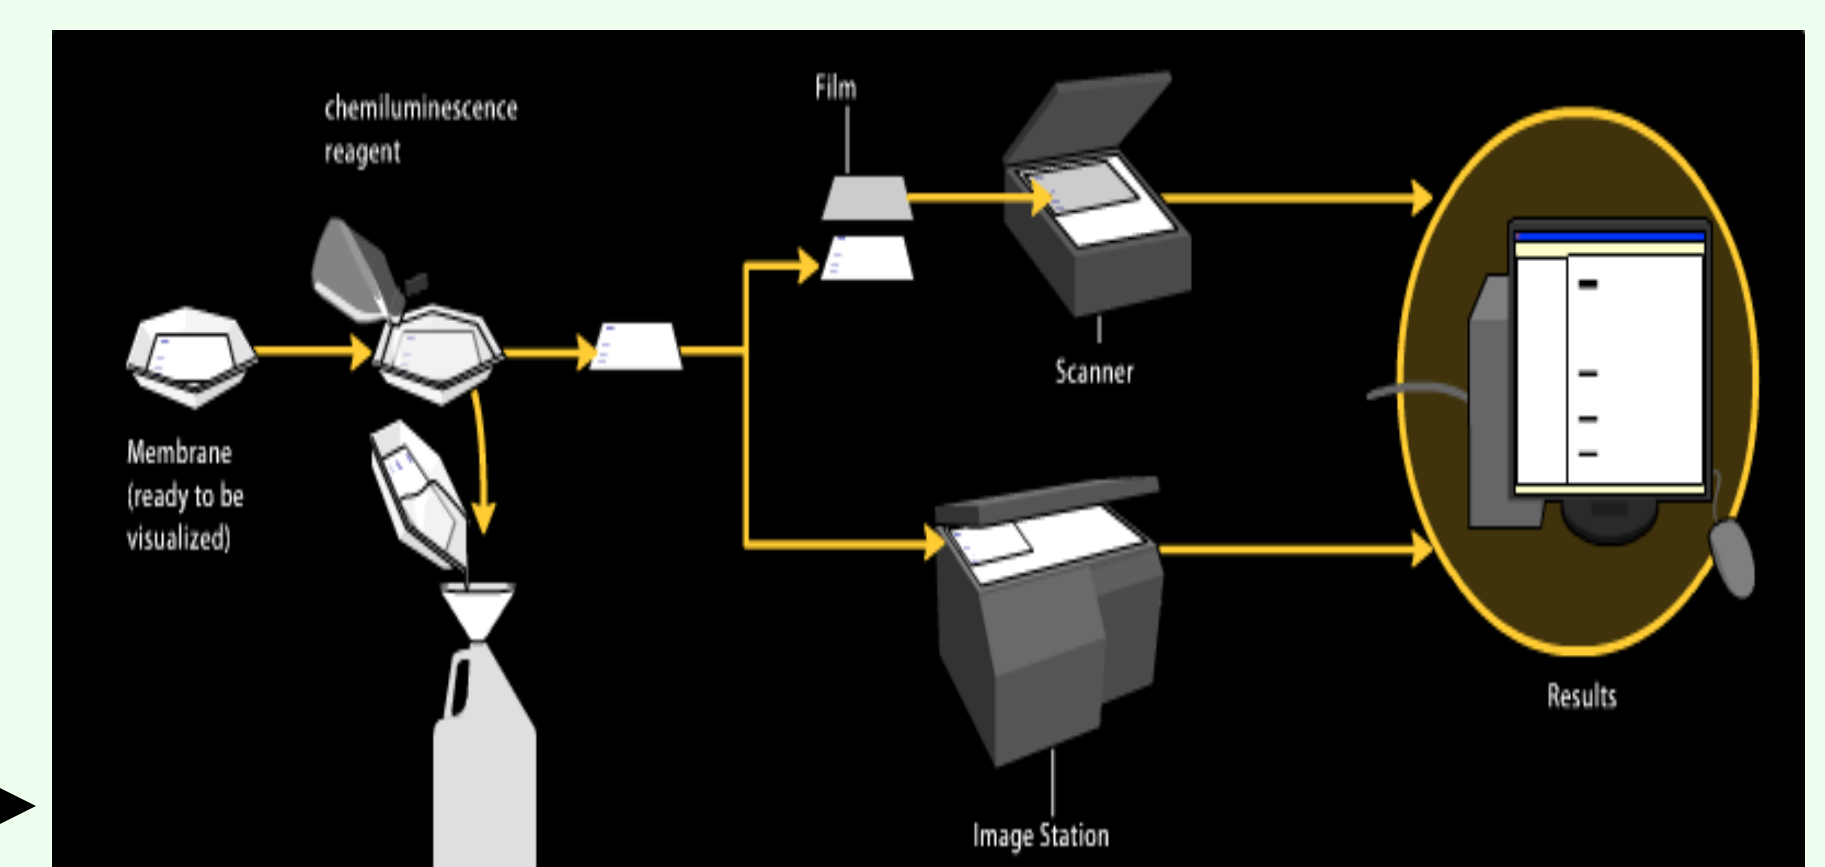 chemiluminescence
reagent
Film
Scanner
Membrane
(ready to be
visualized)
Results
Image Station